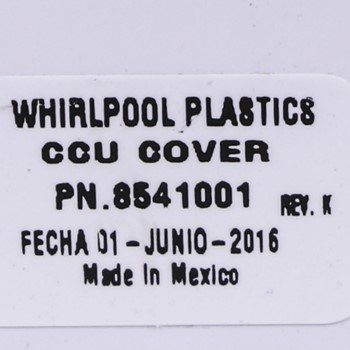 WHIRLPOOL PLASTICS
CCU COVER
PN.8541001 REV. K
FECHA 01-JUNIO-2016
Made In Mexico